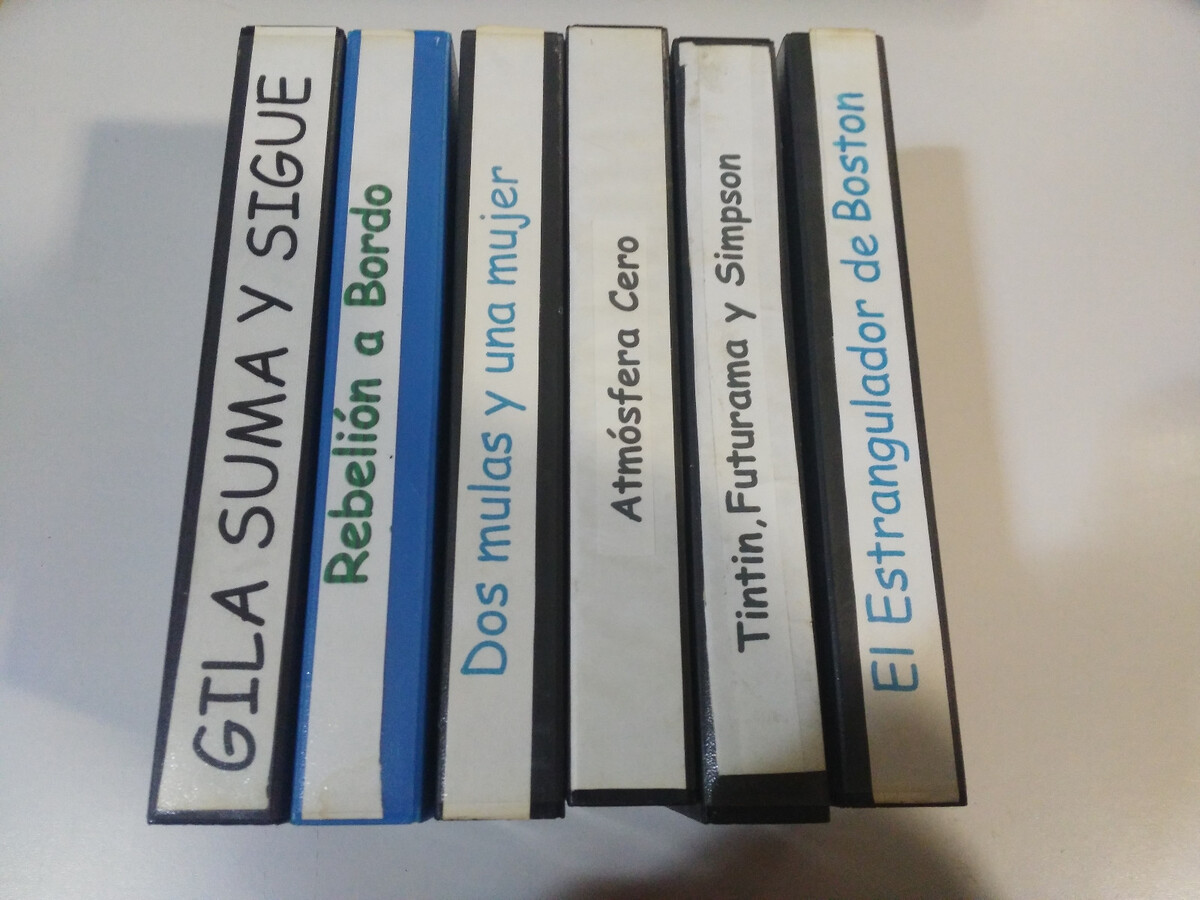 GILA SUMA Y SIGUE
Rebelión a Bordo
Dos mulas y una mujer
Atmósfera Cero
Tintin,Futurama y Simpson
El Estrangulador de Boston